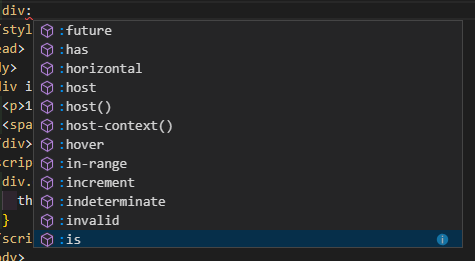 div:
/styl :future
ead> :has
dy> :horizontal
div i :host
<p>1 :host()
<spa :host-context()
/div> :hover
scrip :in-range
div. :increment
th :indeterminate
} :invalid
/scri :is
ody>